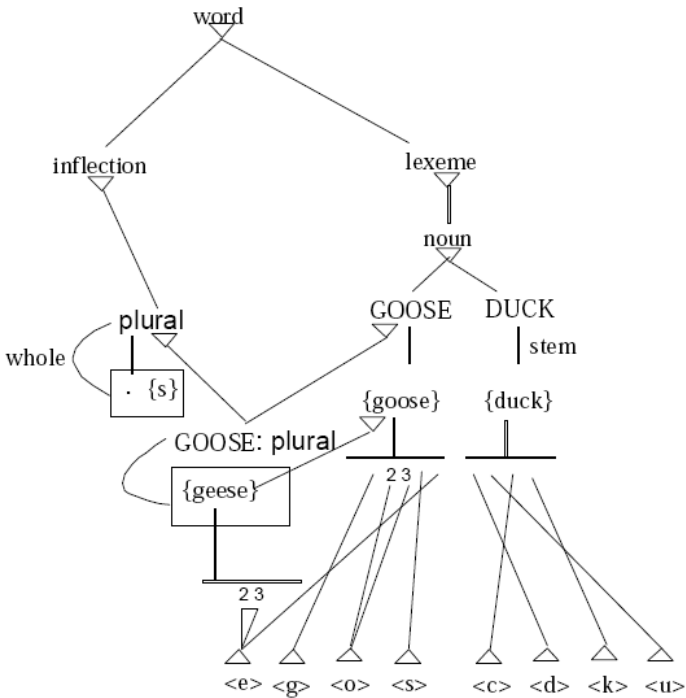 word
inflection
lexeme
noun
plural
GOOSE DUCK
whole
stem
. {s}
{goose} {duck}
GOOSE: plural
{geese}
2 3
2 3
<e> <g> <o> <s> <c> <d> <k> <u>